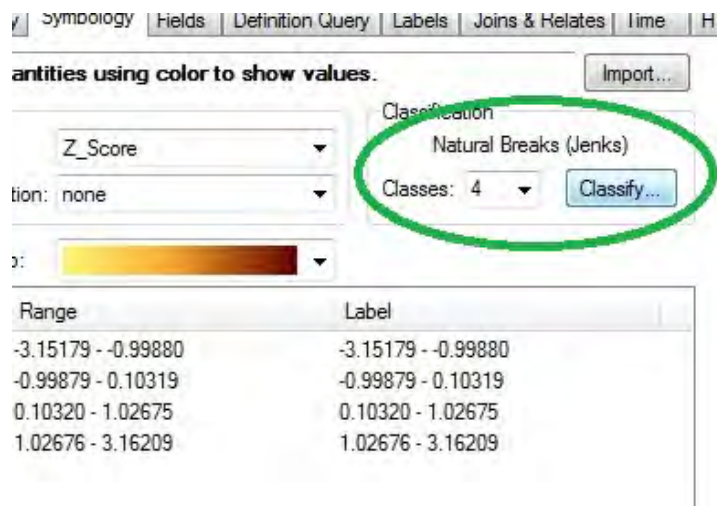 y Symbology Fields Definition Query Labels Joins & Relates Time H
antities using color to show values. Import...
Classification
Z_Score Natural Breaks (Jenks)
tion: none Classes: 4 Classify...
p:
Range Label
-3.15179 - -0.99880 -3.15179 - -0.99880
-0.99879 - 0.10319 -0.99879 - 0.10319
0.10320 - 1.02675 0.10320 - 1.02675
1.02676 - 3.16209 1.02676 - 3.16209